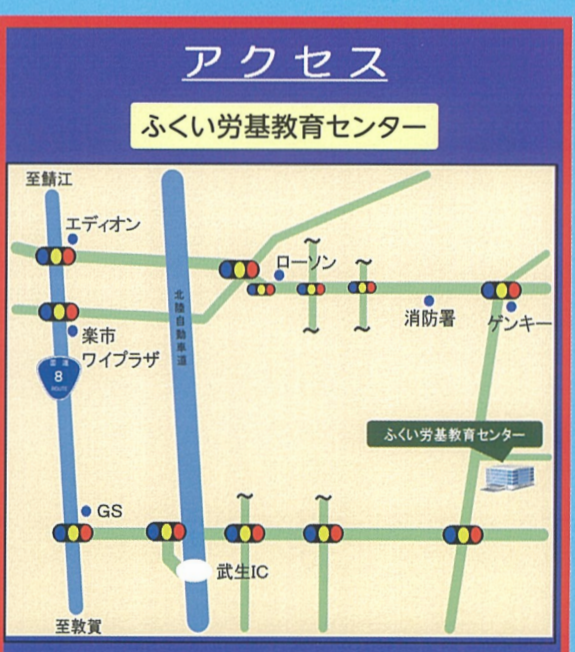 アクセス
ふくい労基教育センター
至鯖江
エディオン
ローソン
北陸自動車道
楽市
ワイプラザ
消防署
ゲンキー
国道
8
ROUTE
ふくい労基教育センター
GS
武生IC
至敦賀